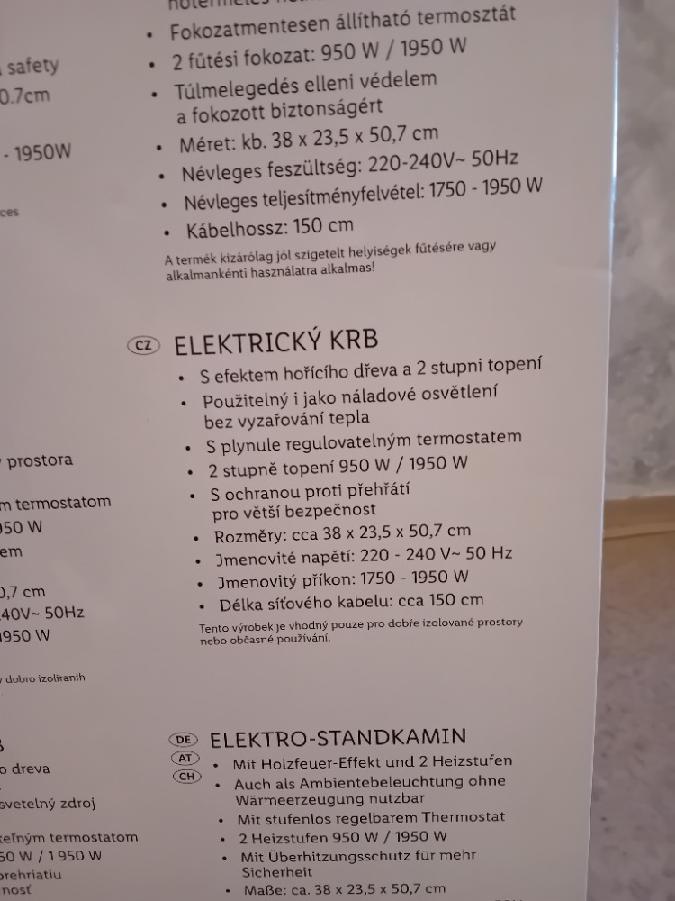 safety
0.7cm
- 1950W
ces
• Fokozatmentesen állítható termosztát
• 2 fűtési fokozat: 950 W / 1950 W
• Túlmelegedés elleni védelem
a fokozott biztonságért
• Méret: kb. 38 x 23,5 x 50,7 cm
• Névleges feszültség: 220-240V~ 50Hz
• Névleges teljesítményfelvétel: 1750 - 1950 W
• Kábelhossz: 150 cm
A termék kizárólag jól szigetelt helyiségek fűtésére vagy
alkalmankénti használatra alkalmas!
CZ ELEKTRICKÝ KRB
• S efektem hořícího dřeva a 2 stupni topení
• Použitelný i jako náladové osvětlení
bez vyzařování tepla
• S plynule regulovatelným termostatem
• 2 stupně topení 950 W / 1950 W
• S ochranou proti přehřátí
pro větší bezpečnost
• Rozměry: cca 38 x 23,5 x 50,7 cm
• Jmenovité napětí: 220 - 240 V~ 50 Hz
• Jmenovitý příkon: 1750 - 1950 W
• Délka síťového kabelu: cca 150 cm
Tento výrobek je vhodný pouze pro dobře izolované prostory
nebo občasné používání.
prostora
m termostatom
950 W
em
0,7 cm
240V~ 50Hz
1950 W
dobro izoliranih
o dreva
svetelný zdroj
teľným termostatom
50 W / 1 950 W
prehriatiu
nosť
DE AT CH ELEKTRO-STANDKAMIN
• Mit Holzfeuer-Effekt und 2 Heizstufen
• Auch als Ambientebeleuchtung ohne
Wärmeerzeugung nutzbar
• Mit stufenlos regelbarem Thermostat
• 2 Heizstufen 950 W / 1950 W
• Mit Überhitzungsschutz für mehr
Sicherheit
• Maße: ca. 38 x 23,5 x 50,7 cm